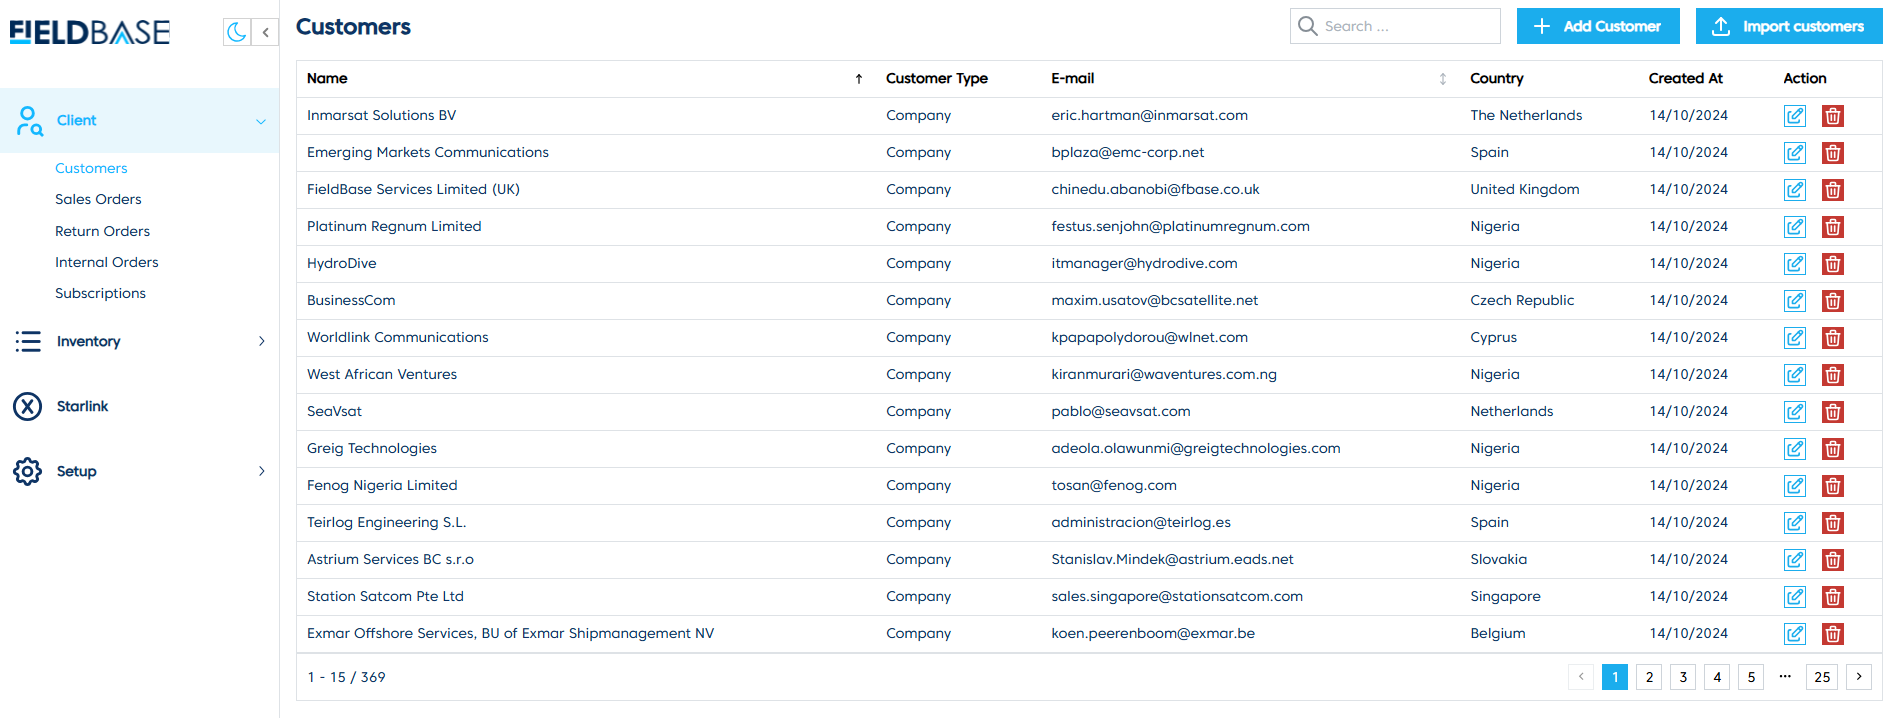 FIELDBASE
Customers
Search ...
Add Customer
Import customers
Client
Customers
Sales Orders
Return Orders
Internal Orders
Subscriptions
Inventory
Starlink
Setup
Name Customer Type E-mail Country Created At Action
Inmarsat Solutions BV Company eric.hartman@inmarsat.com The Netherlands 14/10/2024
Emerging Markets Communications Company bplaza@emc-corp.net Spain 14/10/2024
FieldBase Services Limited (UK) Company chinedu.abanobi@fbase.co.uk United Kingdom 14/10/2024
Platinum Regnum Limited Company festus.senjohn@platinumregnum.com Nigeria 14/10/2024
HydroDive Company itmanager@hydrodive.com Nigeria 14/10/2024
BusinessCom Company maxim.usatov@bcsatellite.net Czech Republic 14/10/2024
Worldlink Communications Company kpapapolydorou@wlnet.com Cyprus 14/10/2024
West African Ventures Company kiranmurari@waventures.com.ng Nigeria 14/10/2024
SeaVsat Company pablo@seavsat.com Netherlands 14/10/2024
Greig Technologies Company adeola.olawunmi@greigtechnologies.com Nigeria 14/10/2024
Fenog Nigeria Limited Company tosan@fenog.com Nigeria 14/10/2024
Teirlog Engineering S.L. Company administracion@teirlog.es Spain 14/10/2024
Astrium Services BC s.r.o Company Stanislav.Mindek@astrium.eads.net Slovakia 14/10/2024
Station Satcom Pte Ltd Company sales.singapore@stationsatcom.com Singapore 14/10/2024
Exmar Offshore Services, BU of Exmar Shipmanagement NV Company koen.peerenboom@exmar.be Belgium 14/10/2024
1 - 15 / 369
1 2 3 4 5 ••• 25